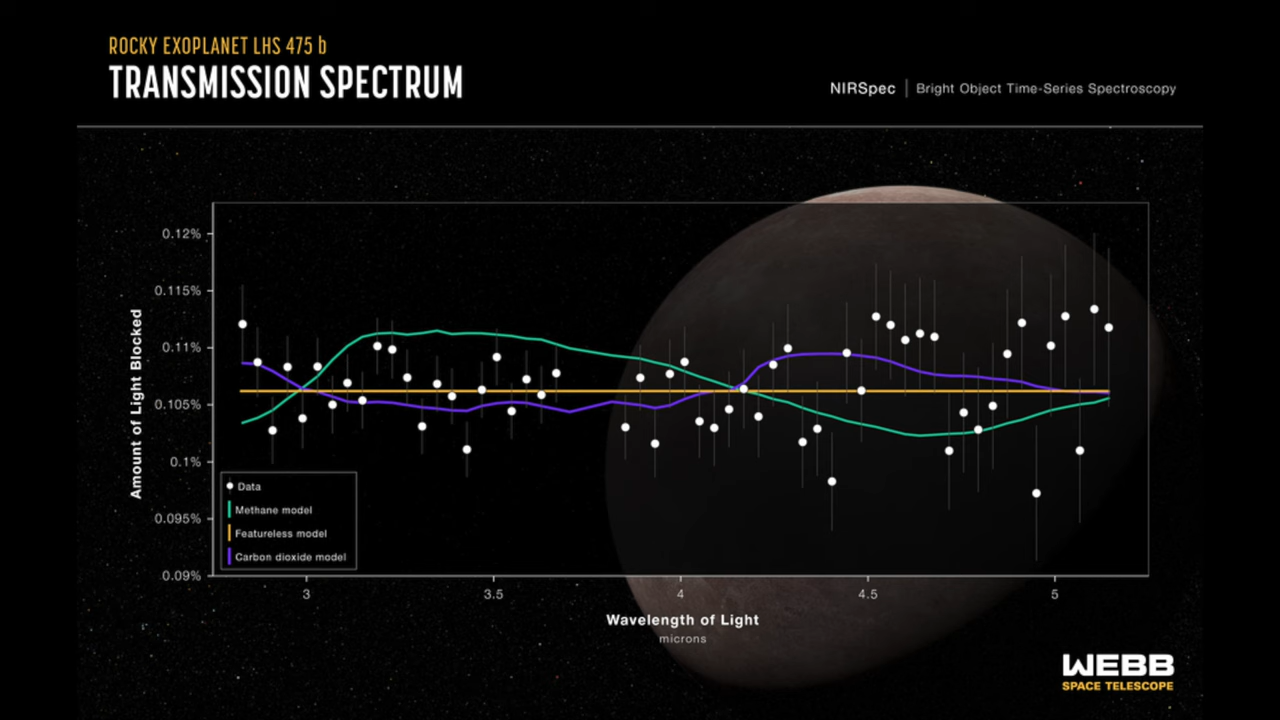 ROCKY EXOPLANET LHS 475 b
TRANSMISSION SPECTRUM
NIRSpec | Bright Object Time-Series Spectroscopy
Amount of Light Blocked
0.12%
0.115%
0.11%
0.105%
0.1%
0.095%
0.09%
Data
Methane model
Featureless model
Carbon dioxide model
3 3.5 4 4.5 5
Wavelength of Light
microns
WEBB
SPACE TELESCOPE